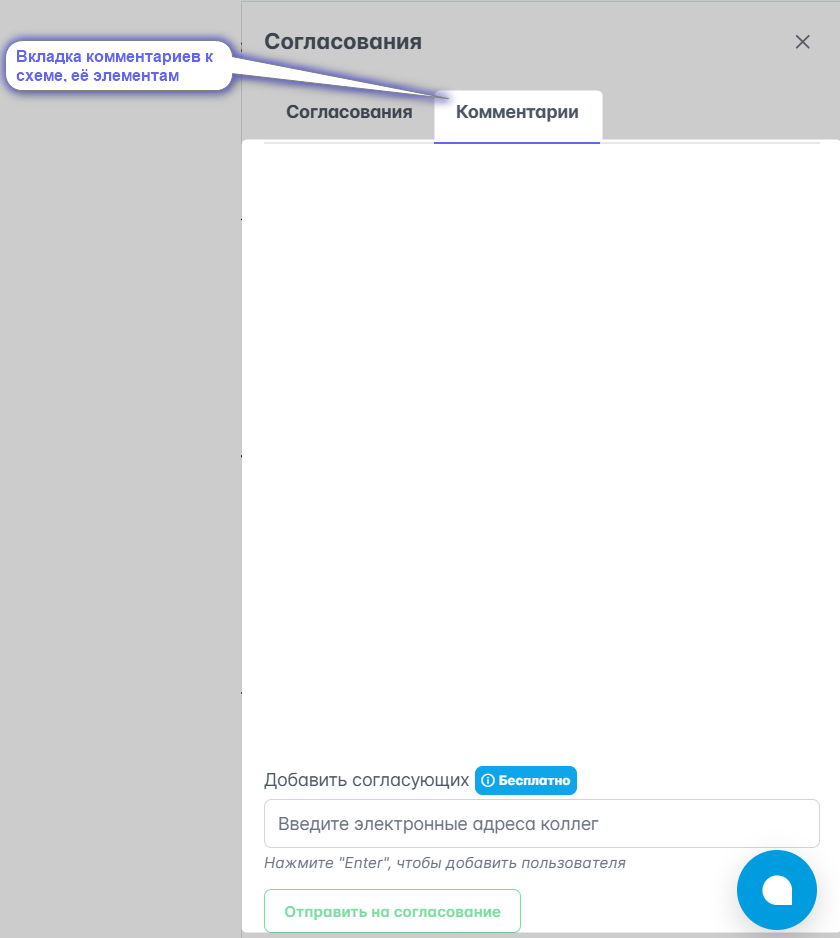 Согласования
Вкладка комментариев к
схеме, её элементам
Согласования
Комментарии
Добавить согласующих
Бесплатно
Введите электронные адреса коллег
Нажмите "Enter", чтобы добавить пользователя
Отправить на согласование